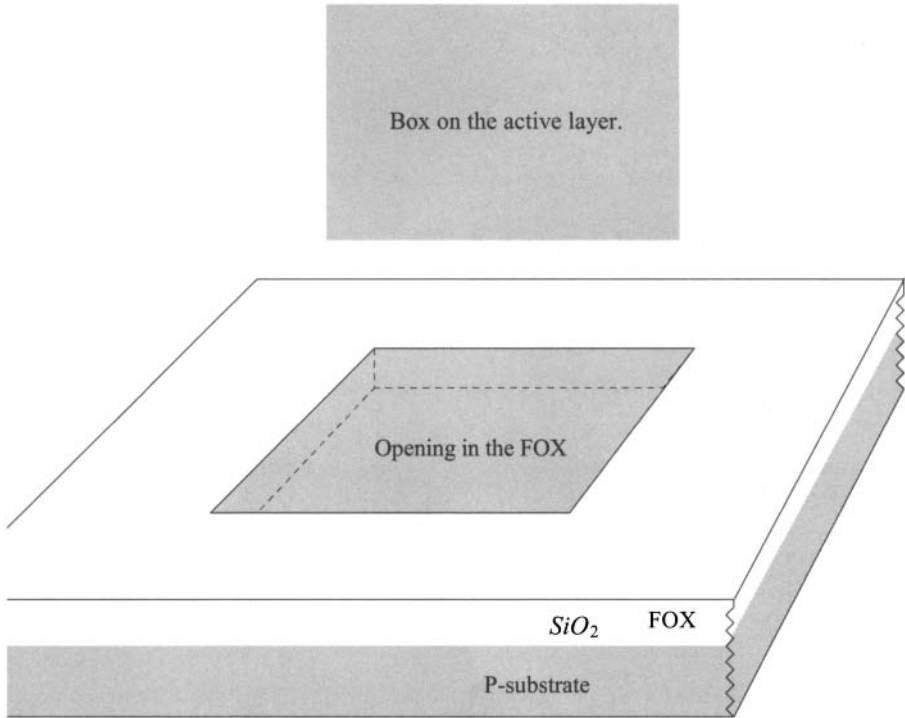 Box on the active layer.
Opening in the FOX
SiO₂ FOX
P-substrate